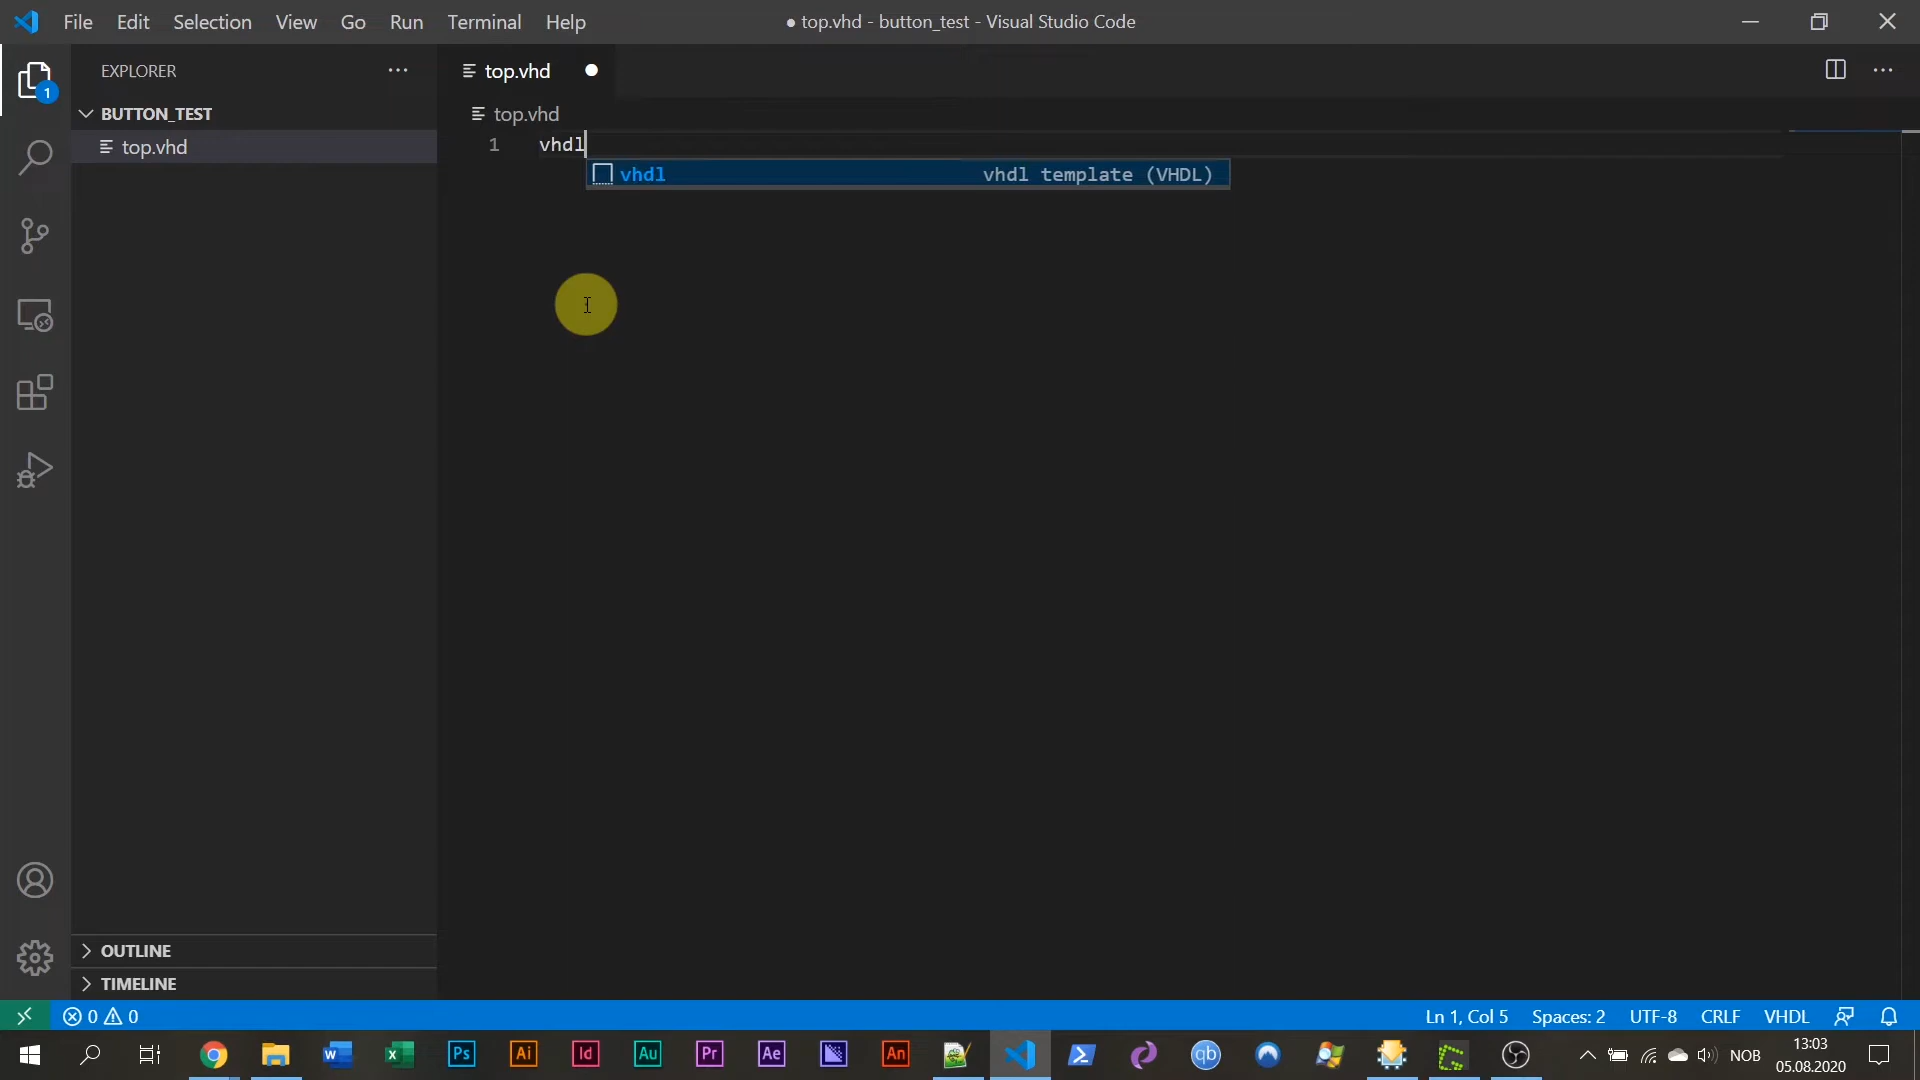 File Edit Selection View Go Run Terminal Help
● top.vhd - button_test - Visual Studio Code
1
EXPLORER
BUTTON_TEST
top.vhd
OUTLINE
TIMELINE
top.vhd
top.vhd
1 vhdl
vhdl vhdl template (VHDL)
0 0 Ln 1, Col 5 Spaces: 2 UTF-8 CRLF VHDL
W X Ps Ai Id Au Pr Ae An qb NOB
13:03
05.08.2020